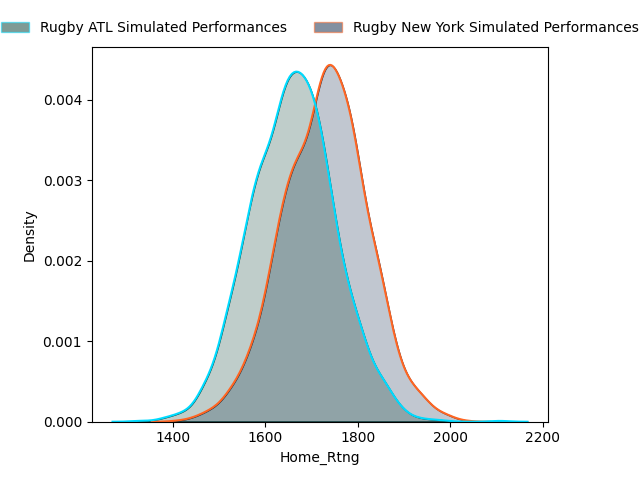 Rugby ATL Simulated Performances Rugby New York Simulated Performances
0.004
0.003
0.002
0.001
0.000
Density
1400 1600 1800 2000 2200
Home_Rtng